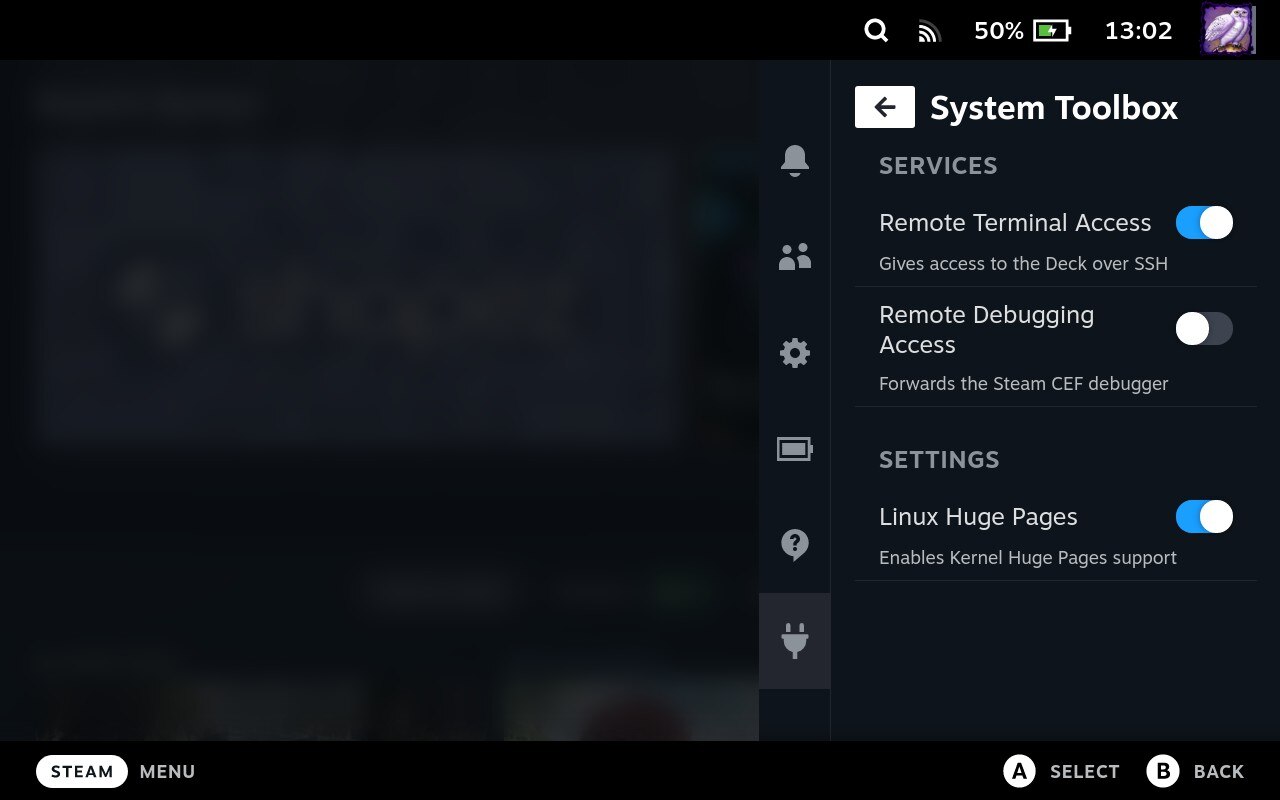 50% 13:02
System Toolbox
SERVICES
Remote Terminal Access
Gives access to the Deck over SSH
Remote Debugging
Access
Forwards the Steam CEF debugger
SETTINGS
Linux Huge Pages
Enables Kernel Huge Pages support
STEAM MENU
A SELECT B BACK